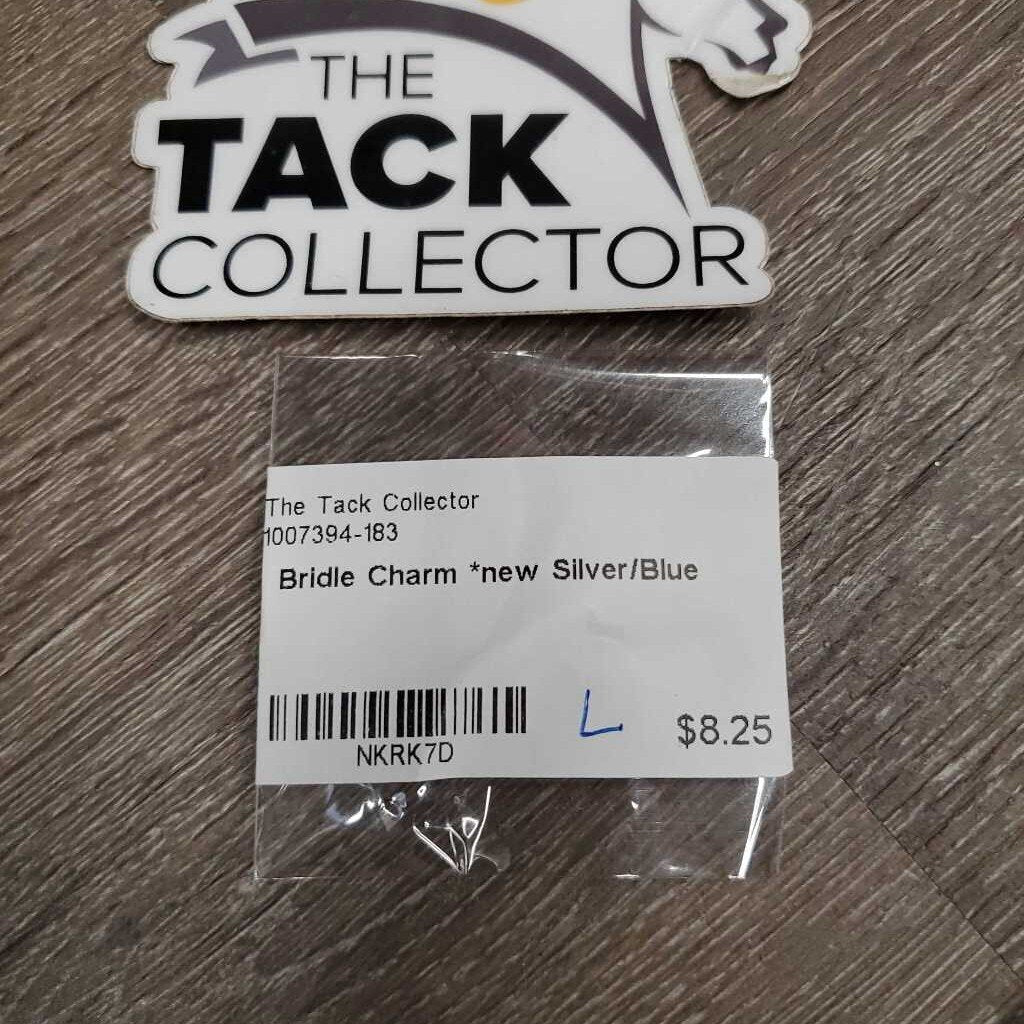 THE
TACK
COLLECTOR
The Tack Collector
1007394-183
Bridle Charm *new Silver/Blue
L
$8.25
NKRK7D